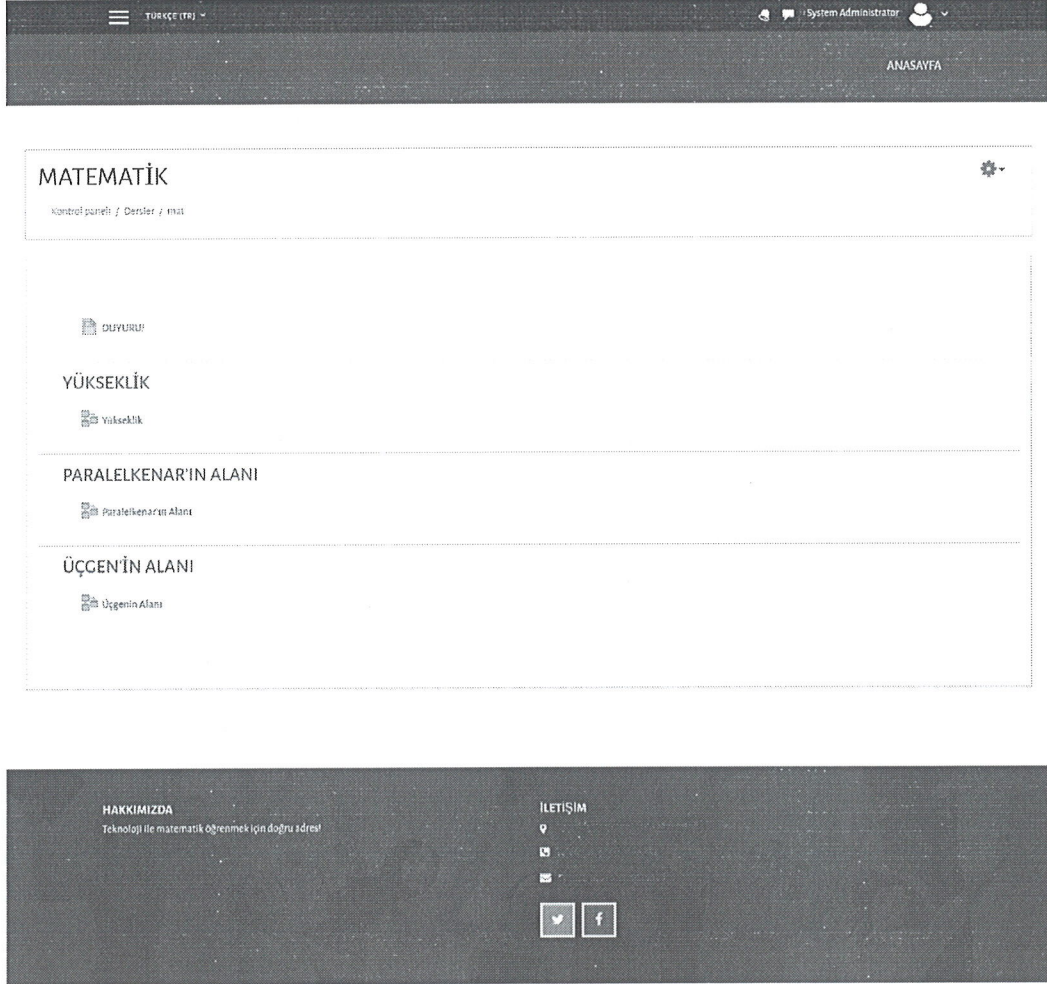 TÜRKÇE (TR)
System Administrator
ANASAYFA
MATEMATİK
Kontrol paneli / Dersler / mat
DUYURU!
YÜKSEKLİK
Yükseklik
PARALELKENAR'IN ALANI
Paralelkenar'ın Alanı
ÜÇGEN'İN ALANI
Üçgenin Alanı
HAKKIMIZDA
Teknoloji ile matematik öğrenmek için doğru adres!
İLETİŞİM